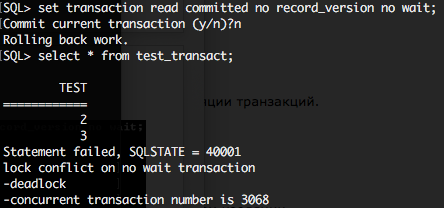 [SQL> set transaction read committed no record_version no wait;
[Commit current transaction (y/n)?n
Rolling back work.
[SQL> select * from test_transact;
TEST
============
2
3
Statement failed, SQLSTATE = 40001
lock conflict on no wait transaction
-deadlock
-concurrent transaction number is 3068
ции транзакций.